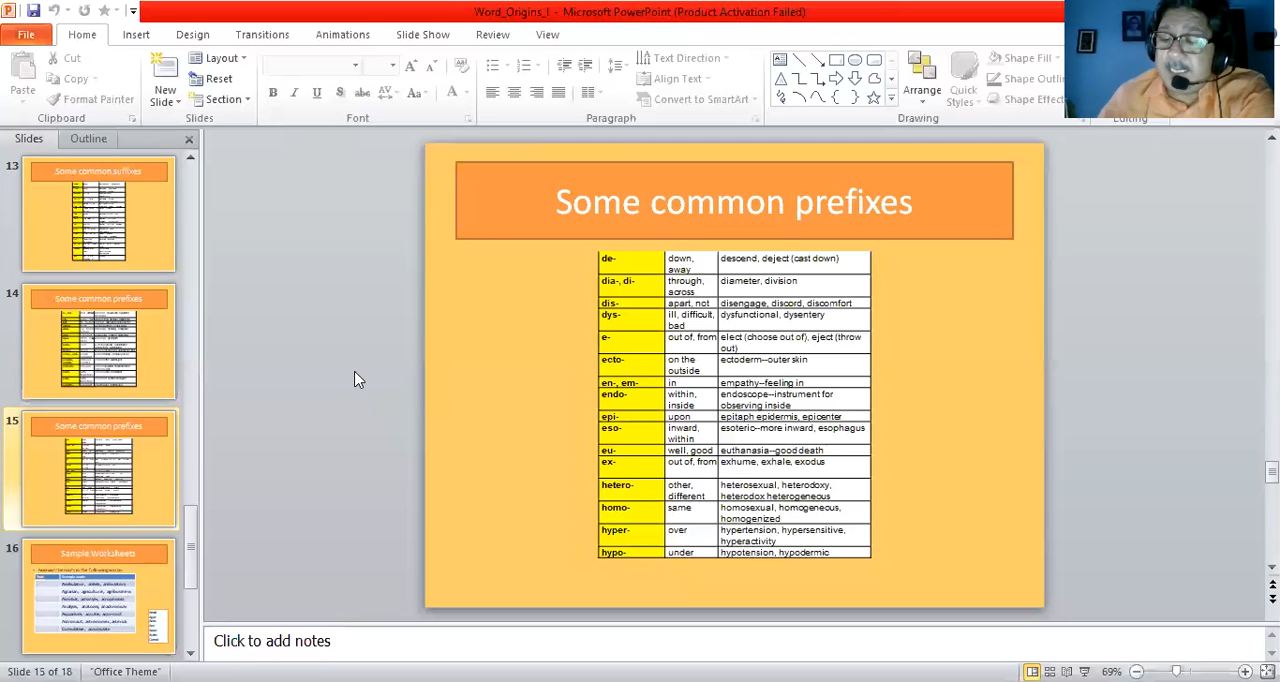 Word_Origins_I - Microsoft PowerPoint (Product Activation Failed)
File Home Insert Design Transitions Animations Slide Show Review View
Cut
Copy
Format Painter
Paste
Clipboard
New
Slide
Layout
Reset
Section
Slides
B I U S abc AV Aa A
Font
Text Direction
Align Text
Convert to SmartArt
Paragraph
Arrange
Quick
Styles
Shape Fill
Shape Outli
Shape Effec
Drawing
Editing
Slides Outline
13
Some common suffixes
14
Some common prefixes
15
Some common prefixes
16
Sample Worksheets
Some common prefixes
de- down, away descend, deject (cast down)
dia-, di- through, across diameter, division
dis- apart, not disengage, discord, discomfort
dys- ill, difficult, bad dysfunctional, dysentery
e- out of, from elect (choose out of), eject (throw out)
ecto- on the outside ectoderm--outer skin
en-, em- in empathy--feeling in
endo- within, inside endoscope--instrument for observing inside
epi- upon epitaph epidermis, epicenter
eso- inward, within esoteric--more inward, esophagus
eu- well, good euthanasia--good death
ex- out of, from exhume, exhale, exodus
hetero- other, different heterosexual, heterodoxy, heterodox heterogeneous
homo- same homosexual, homogeneous, homogenized
hyper- over hypertension, hypersensitive, hyperactivity
hypo- under hypotension, hypodermic
Click to add notes
Slide 15 of 18 "Office Theme" 69%